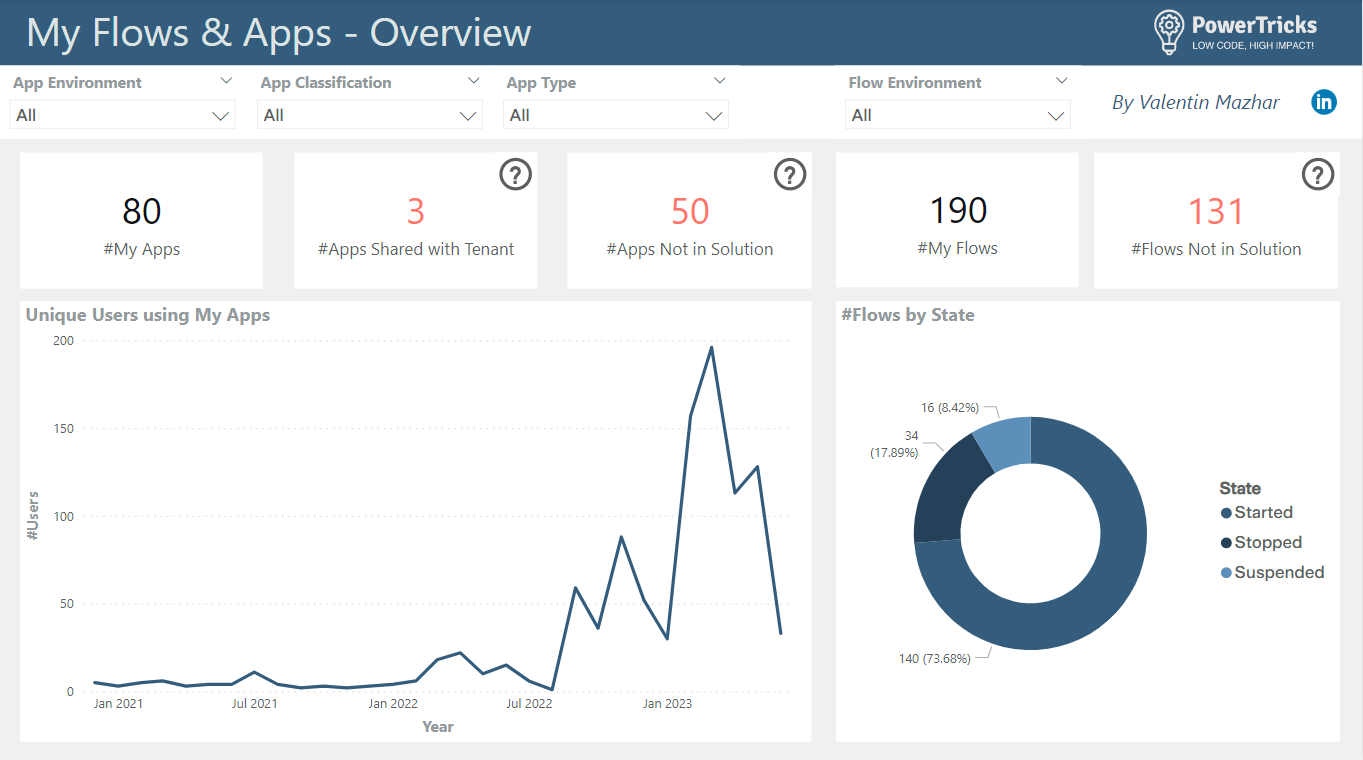 My Flows & Apps - Overview
PowerTricks
LOW CODE, HIGH IMPACT!
App Environment
App Classification
App Type
Flow Environment
All
All
All
All
By Valentin Mazhar
in
80
#My Apps
?
3
#Apps Shared with Tenant
?
50
#Apps Not in Solution
190
#My Flows
?
131
#Flows Not in Solution
Unique Users using My Apps
200
150
100
50
0
#Users
Jan 2021
Jul 2021
Jan 2022
Jul 2022
Jan 2023
Year
#Flows by State
16 (8.42%)
34
(17.89%)
140 (73.68%)
State
Started
Stopped
Suspended